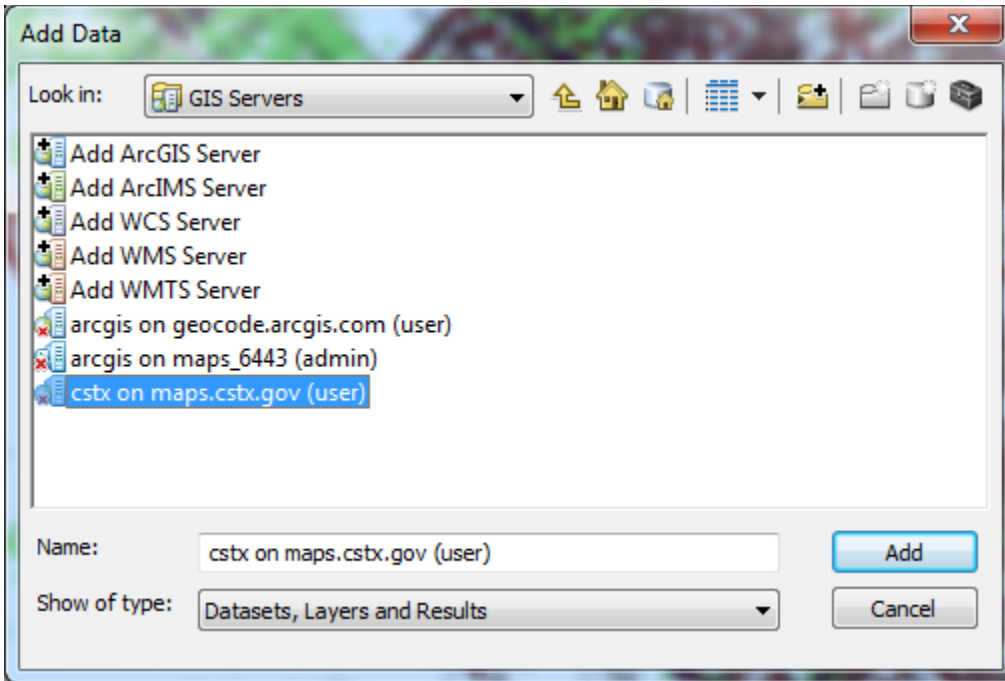 Add Data
Look in: GIS Servers
Add ArcGIS Server
Add ArcIMS Server
Add WCS Server
Add WMS Server
Add WMTS Server
arcgis on geocode.arcgis.com (user)
arcgis on maps_6443 (admin)
cstx on maps.cstx.gov (user)
Name: cstx on maps.cstx.gov (user) Add
Show of type: Datasets, Layers and Results Cancel